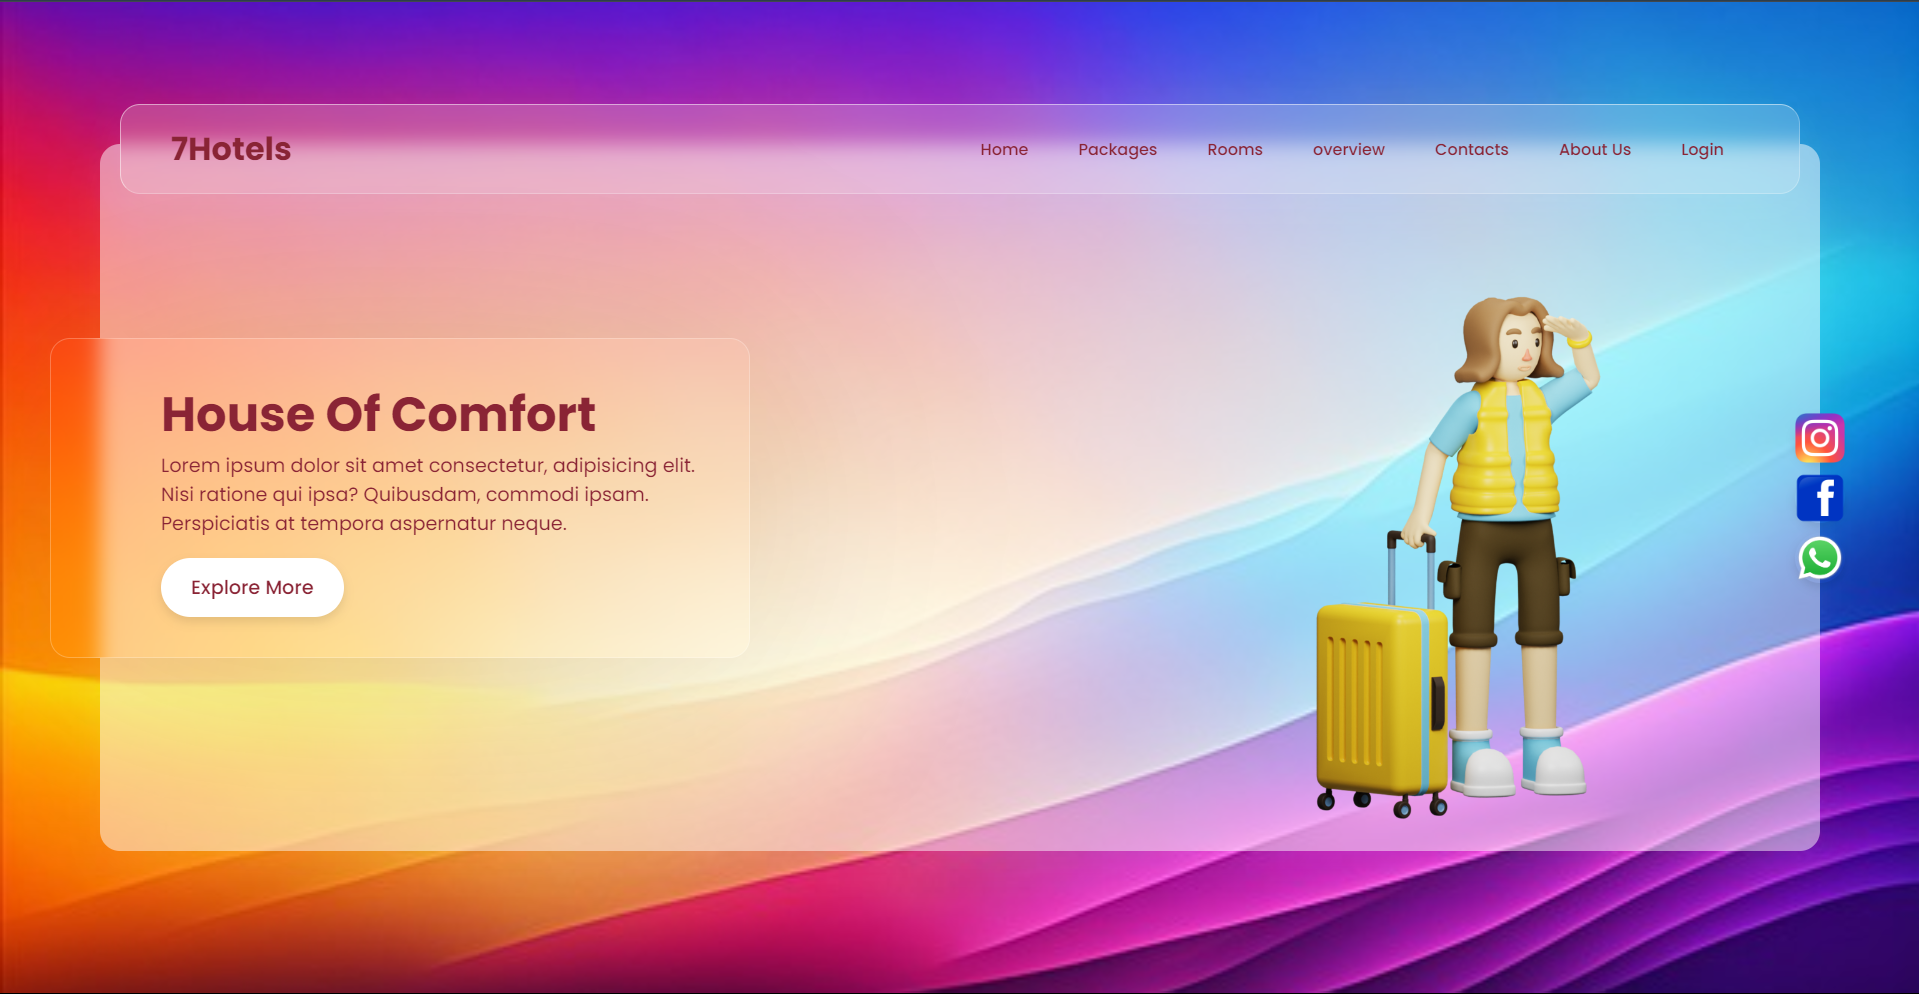 7Hotels
Home Packages Rooms overview Contacts About Us Login
House Of Comfort
Lorem ipsum dolor sit amet consectetur, adipisicing elit.
Nisi ratione qui ipsa? Quibusdam, commodi ipsam.
Perspiciatis at tempora aspernatur neque.
Explore More